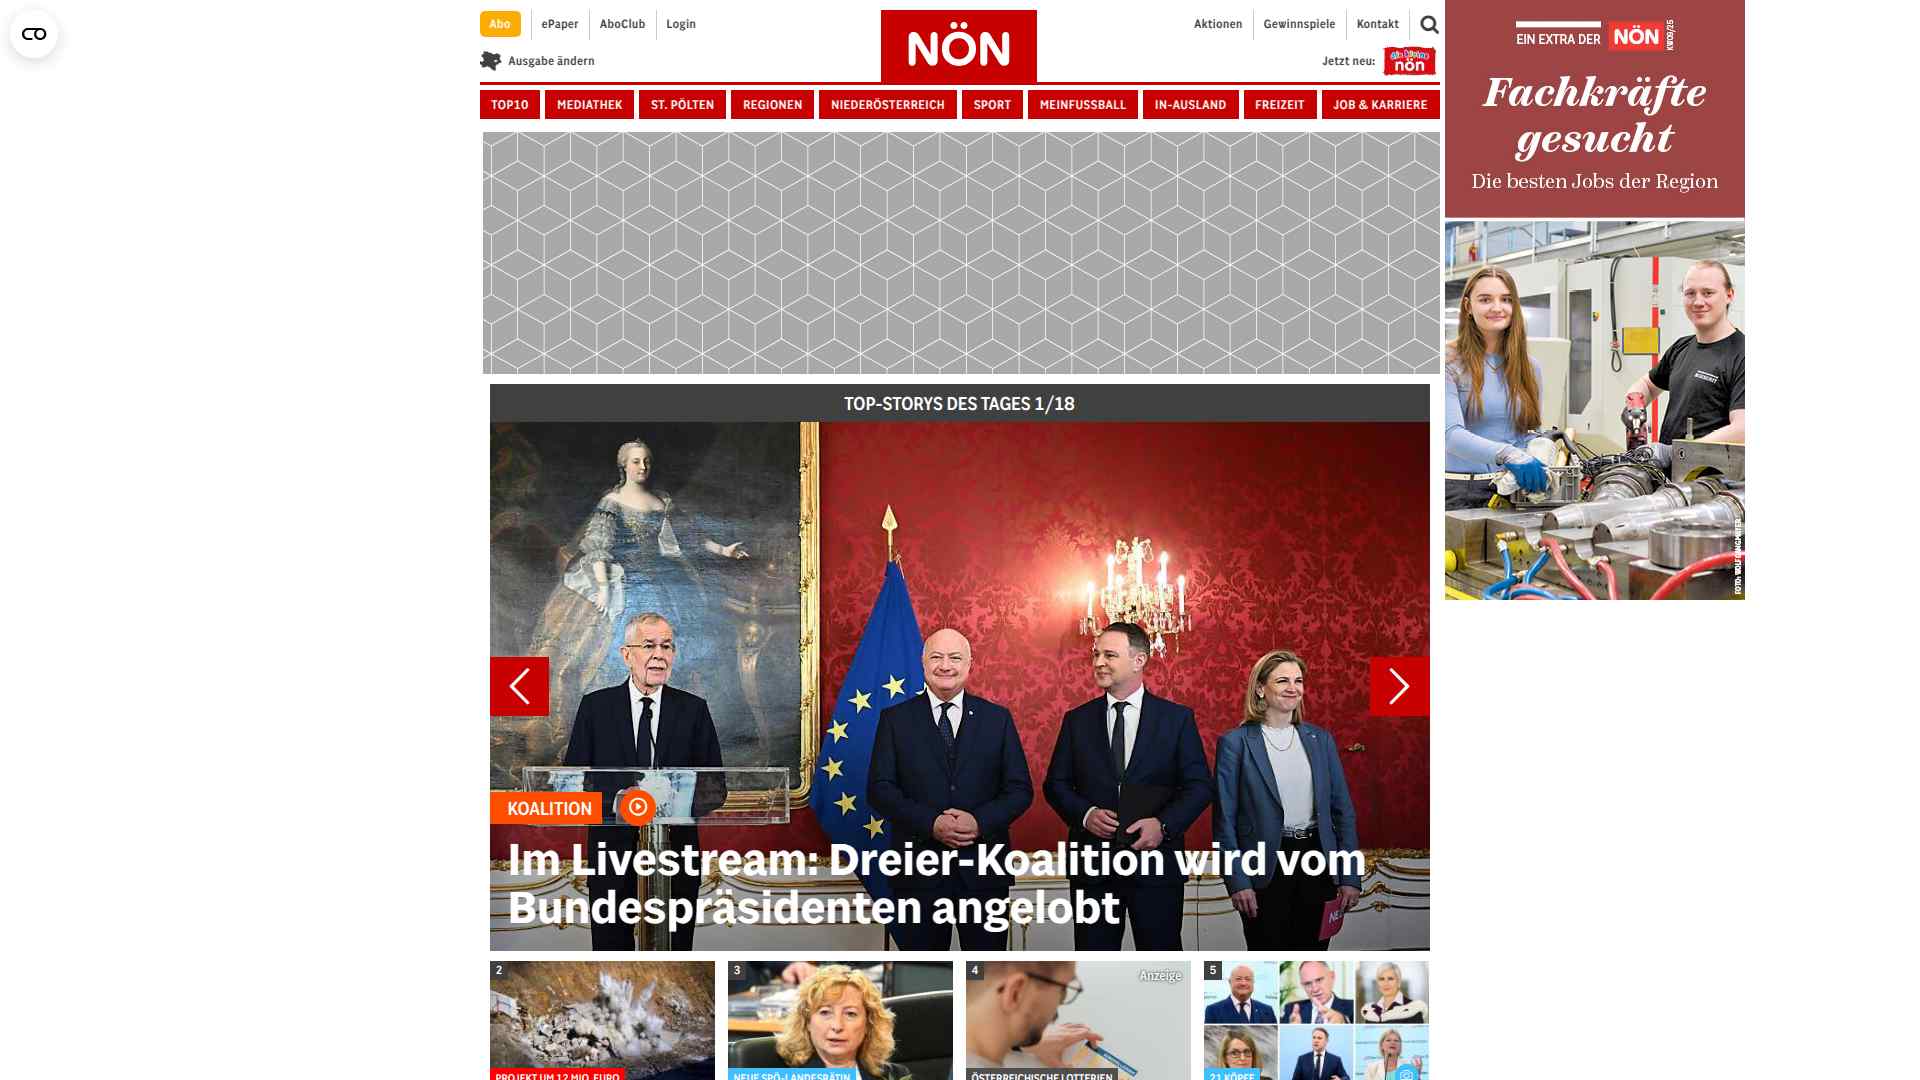 Abo
ePaper
AboClub
Login
NÖN
Aktionen
Gewinnspiele
Kontakt
Ausgabe ändern
Jetzt neu:
die kleine
nön
TOP10
MEDIATHEK
ST. PÖLTEN
REGIONEN
NIEDERÖSTERREICH
SPORT
MEINFUSSBALL
IN-AUSLAND
FREIZEIT
JOB & KARRIERE
EIN EXTRA DER NÖN
KW09/25
Fachkräfte
gesucht
Die besten Jobs der Region
TOP-STORYS DES TAGES 1/18
KOALITION
Im Livestream: Dreier-Koalition wird vom
Bundespräsidenten angelobt
2
PROJEKT UM 12 MIO. EURO
3
NEUE SPÖ-LANDESRÄTIN
4
Anzeige
ÖSTERREICHISCHE LOTTERIEN
5
21 KÖPFE